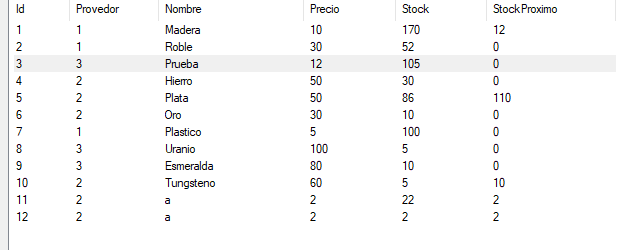 Id Provedor Nombre Precio Stock StockProximo
1 1 Madera 10 170 12
2 1 Roble 30 52 0
3 3 Prueba 12 105 0
4 2 Hierro 50 30 0
5 2 Plata 50 86 110
6 2 Oro 30 10 0
7 1 Plastico 5 100 0
8 3 Uranio 100 5 0
9 3 Esmeralda 80 10 0
10 2 Tungsteno 60 5 10
11 2 a 2 22 2
12 2 a 2 2 2